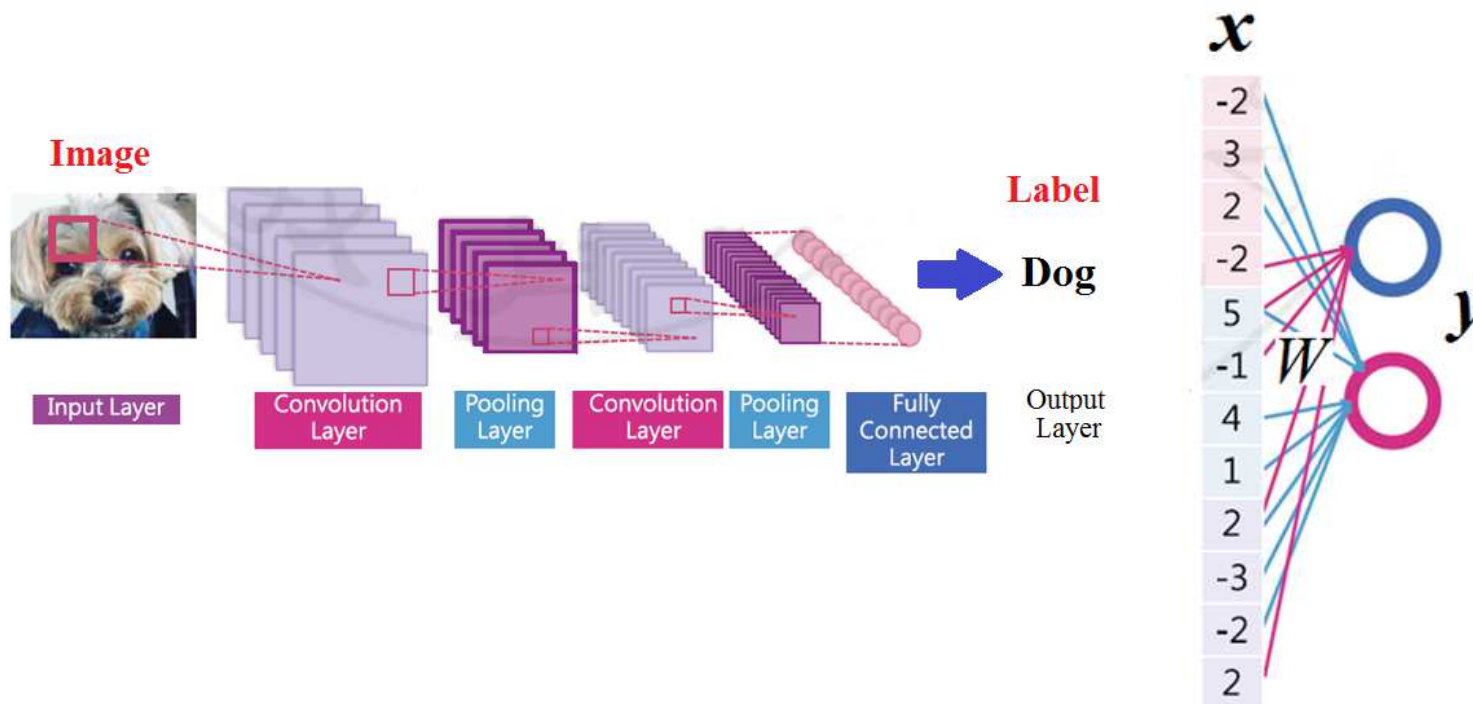 Image
Label
Dog
Input Layer
Convolution
Layer
Pooling
Layer
Convolution
Layer
Pooling
Layer
Fully
Connected
Layer
Output
Layer
x
-2
3
2
-2
5
-1
4
1
2
-3
-2
2
W
y